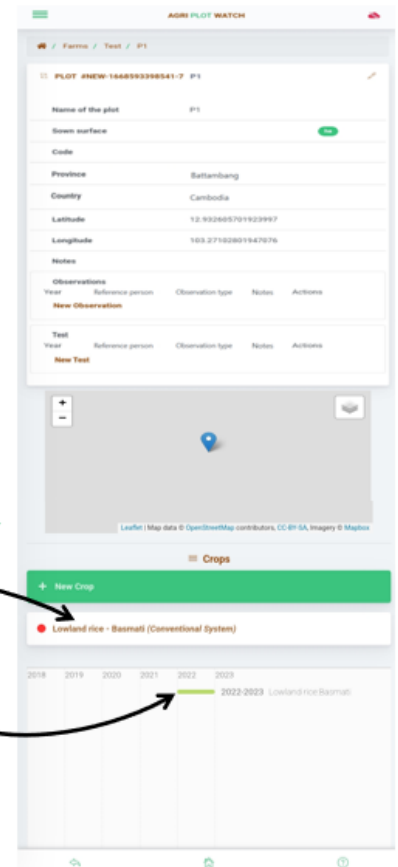 AGRI PLOT WATCH
/ Farms / Test / P1
PLOT #NEW-1668593398541-7 P1
Name of the plot P1
Sown surface
Code
Province Battambang
Country Cambodia
Latitude 12.932605701923997
Longitude 103.27102801947076
Notes
Observations
Year Reference person Observation type Notes Actions
New Observation
Test
Year Reference person Observation type Notes Actions
New Test
+
−
Leaflet | Map data © OpenStreetMap contributors, CC-BY-SA, Imagery © Mapbox
Crops
+ New Crop
Lowland rice - Basmati (Conventional System)
2018 2019 2020 2021 2022 2023
2022-2023 Lowland rice Basmati